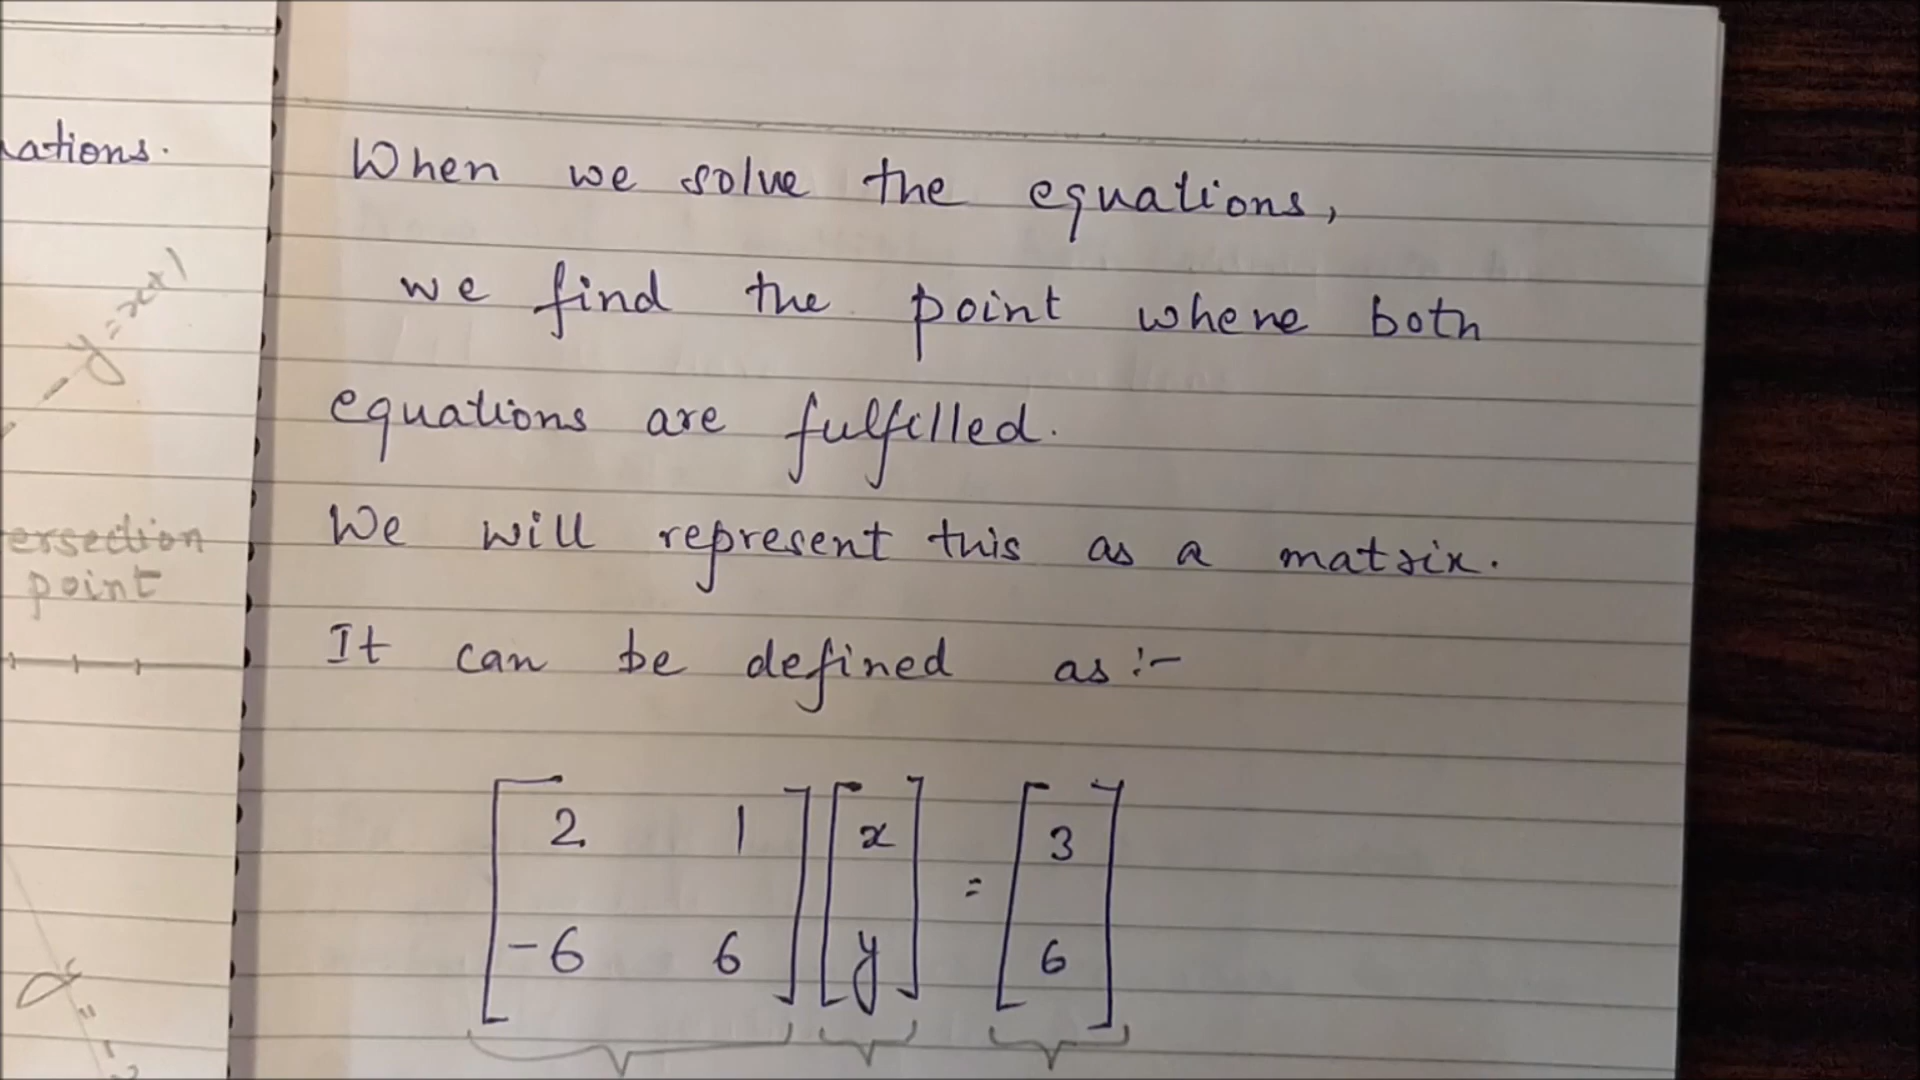 When we solve the equations,
we find the point where both
equations are fulfilled.
We will represent this as a matrix.
It can be defined as :-
[ 2 1 ] [ x ] = [ 3 ]
[ -6 6 ] [ y ] [ 6 ]
ations.
y = x+1
ersection
point